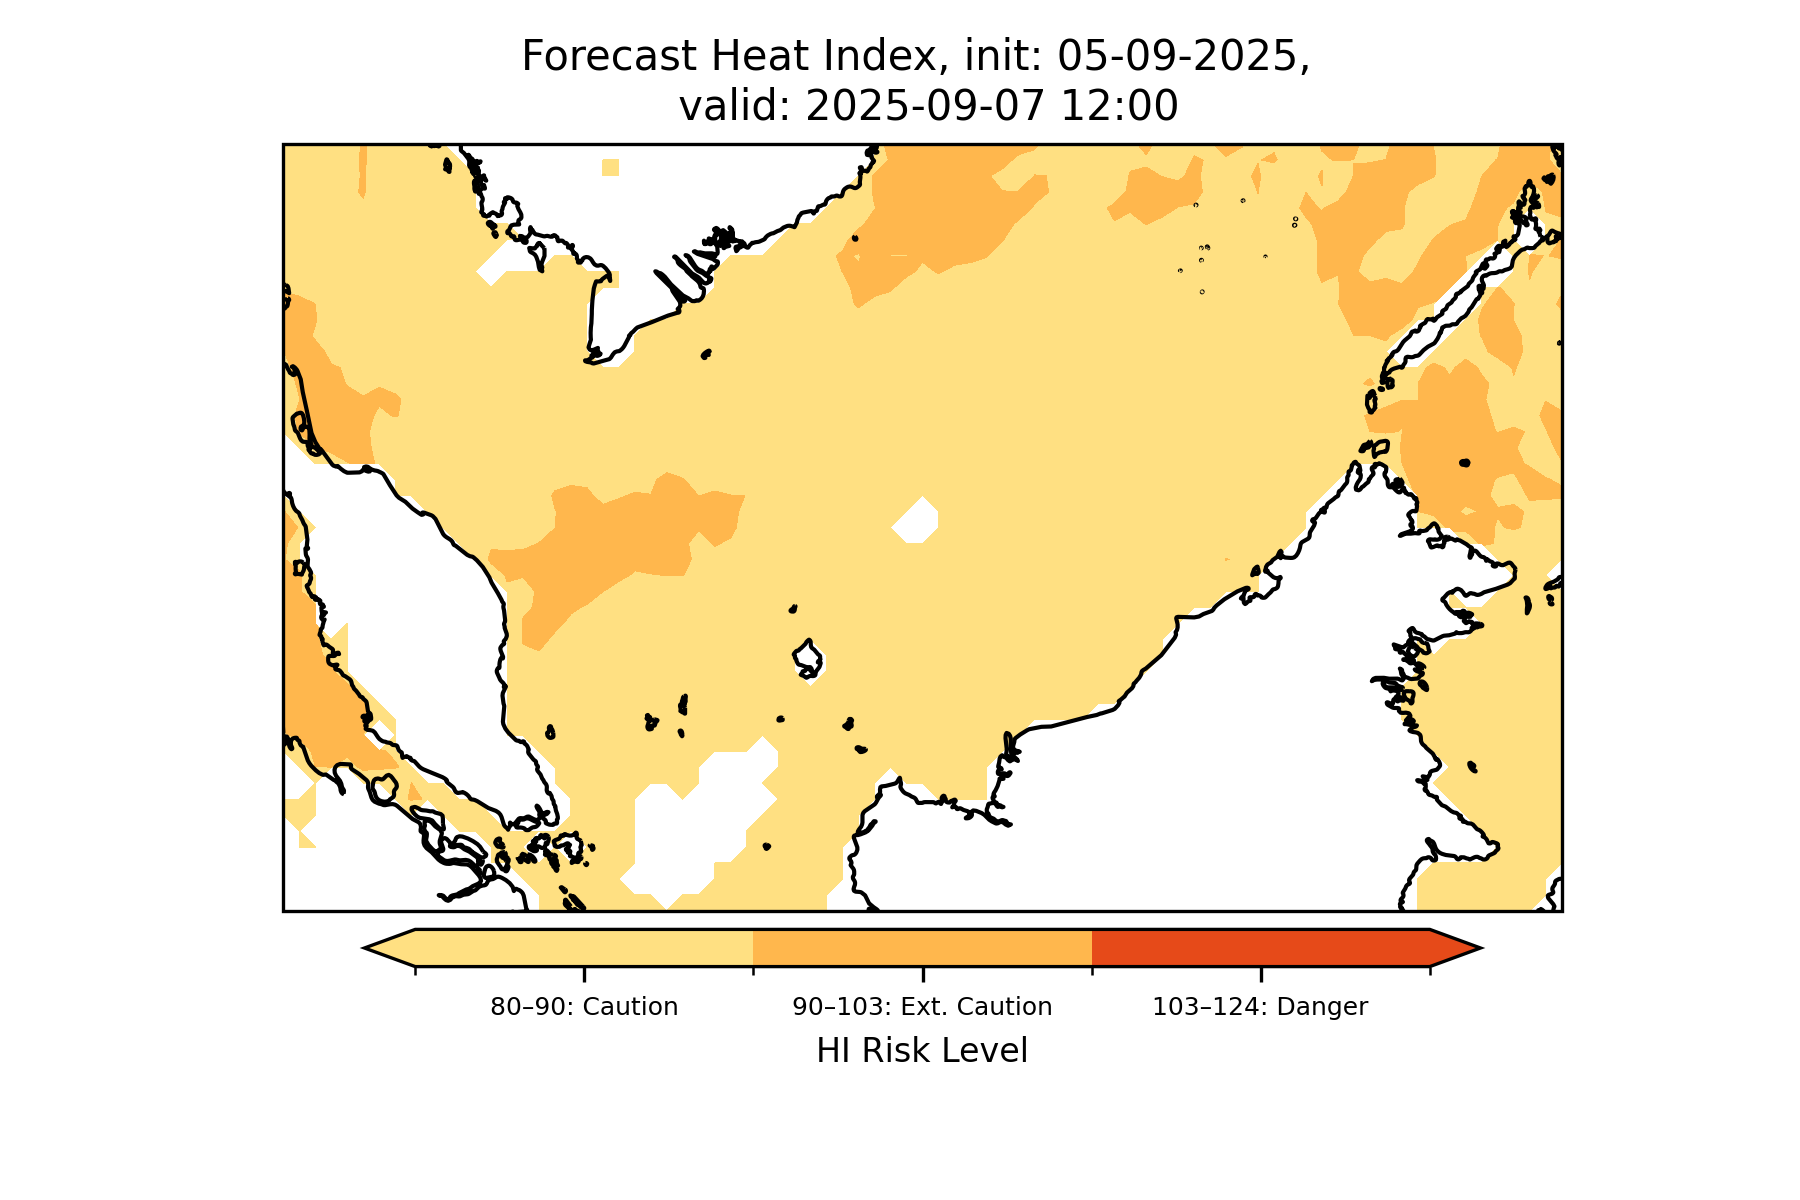 Forecast Heat Index, init: 05-09-2025,
valid: 2025-09-07 12:00
80–90: Caution
90–103: Ext. Caution
103–124: Danger
HI Risk Level